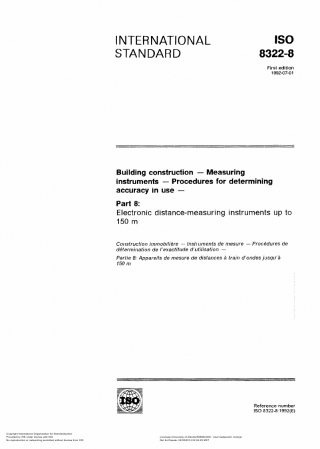 INTERNATIONAL
STANDARD
ISO
8322-8
First edition
1992-07-01
Building construction — Measuring
instruments — Procedures for determining
accuracy in use —
Part 8:
Electronic distance-measuring instruments up to
150 m
Construction immobilière — Instruments de mesure — Procédures de
détermination de l'exactitude d'utilisation —
Partie 8: Appareils de mesure de distances à train d'ondes jusqu'à
150 m
ISO
Reference number
ISO 8322-8:1992(E)